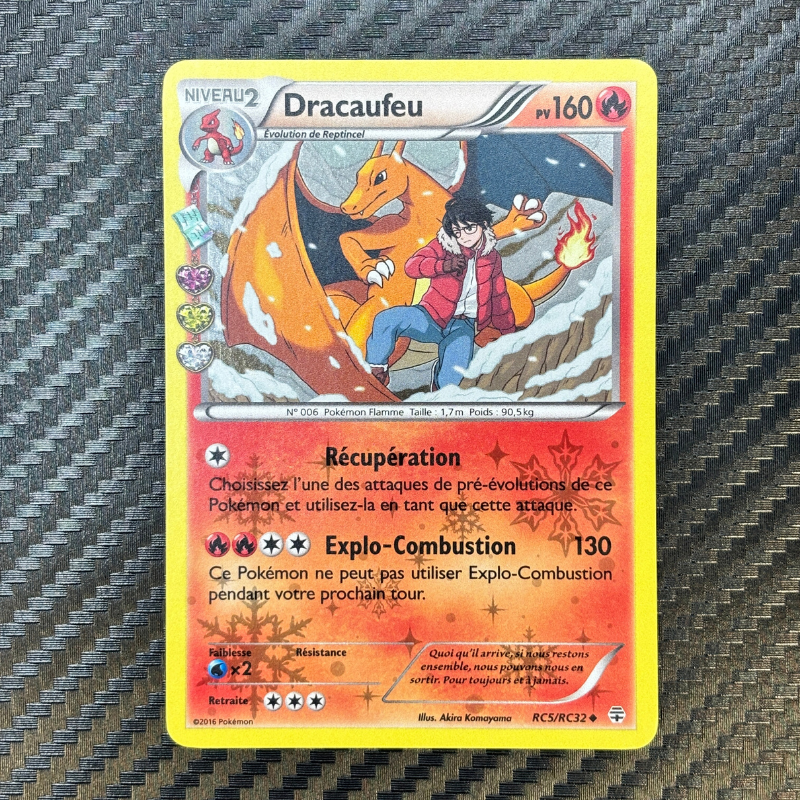 NIVEAU2
Dracaufeu
PV160
Évolution de Reptincel
N° 006 Pokémon Flamme Taille : 1,7m Poids : 90,5kg
Récupération
Choisissez l'une des attaques de pré-évolutions de ce
Pokémon et utilisez-la en tant que cette attaque.
Explo-Combustion 130
Ce Pokémon ne peut pas utiliser Explo-Combustion
pendant votre prochain tour.
Faiblesse Résistance
×2
Retraite
Quoi qu'il arrive, si nous restons
ensemble, nous pouvons nous en
sortir. Pour toujours et à jamais.
©2016 Pokémon
Illus. Akira Komayama
RC5/RC32